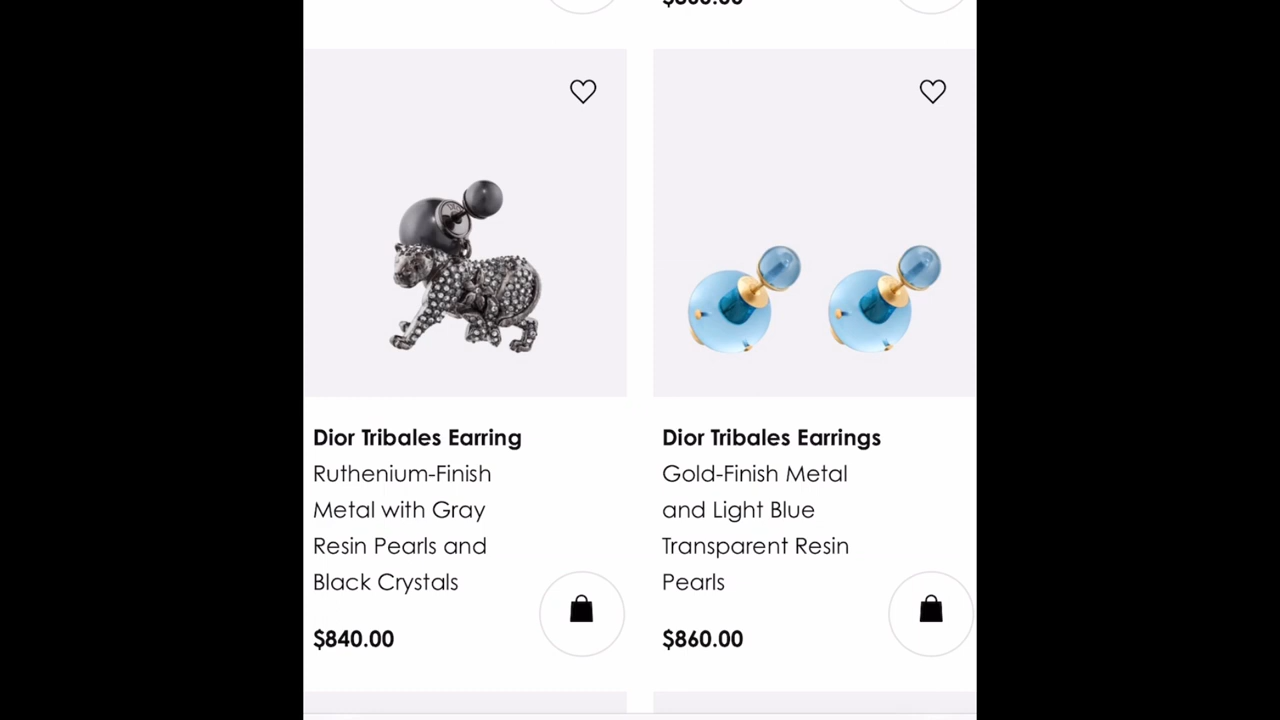 Dior Tribales Earring
Ruthenium-Finish
Metal with Gray
Resin Pearls and
Black Crystals
$840.00
Dior Tribales Earrings
Gold-Finish Metal
and Light Blue
Transparent Resin
Pearls
$860.00